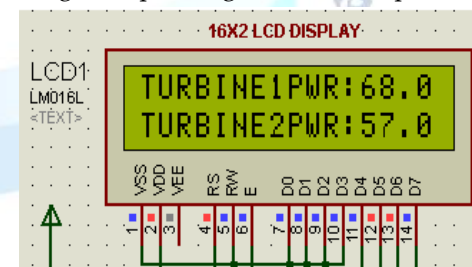 16X2 LCD DISPLAY
LCD1
LM016L
<TEXT>
TURBINE1PWR:68.0
TURBINE2PWR:57.0
VSS VDD VEE RS RW E D0 D1 D2 D3 D4 D5 D6 D7
1 2 3 4 5 6 7 8 9 10 11 12 13 14